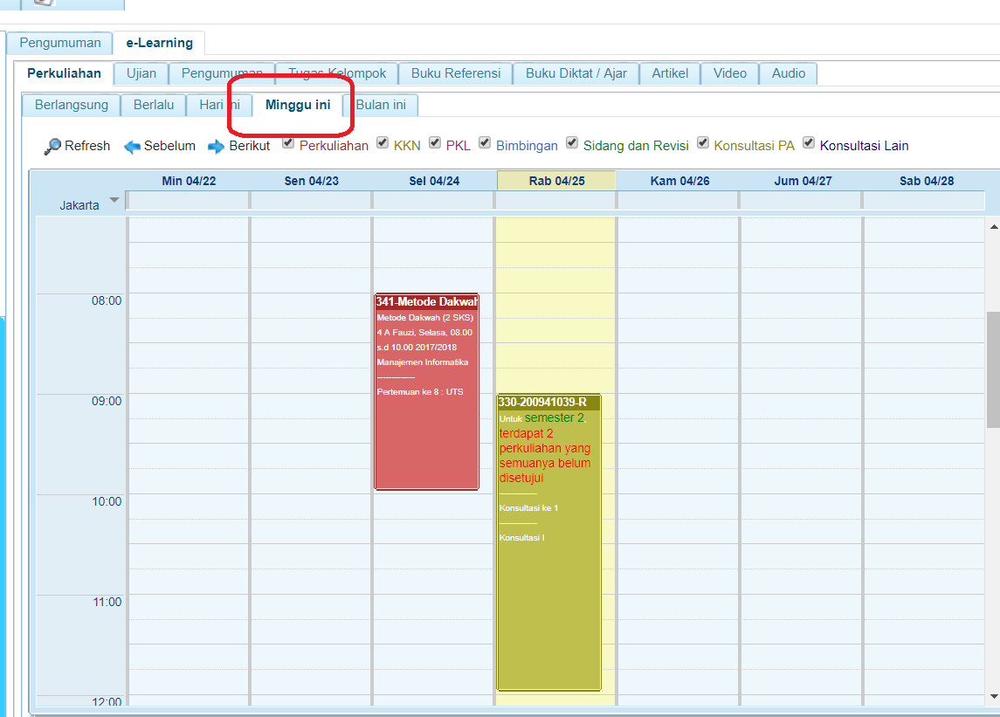 Pengumuman e-Learning
Perkuliahan Ujian Pengumuman Tugas Kelompok Buku Referensi Buku Diktat / Ajar Artikel Video Audio
Berlangsung Berlalu Hari ini Minggu ini Bulan ini
Refresh Sebelum Berikut Perkuliahan KKN PKL Bimbingan Sidang dan Revisi Konsultasi PA Konsultasi Lain
Min 04/22 Sen 04/23 Sel 04/24 Rab 04/25 Kam 04/26 Jum 04/27 Sab 04/28
Jakarta
08:00
341-Metode Dakwah
Metode Dakwah (2 SKS)
4 A Fauzi, Selasa, 08.00
s.d 10.00 2017/2018
Manajemen Informatika
---------------
Pertemuan ke 8 : UTS
09:00
330-200941039-R
Untuk semester 2,
terdapat 2
perkuliahan yang
semuanya belum
disetujui
---------------
Konsultasi ke 1
---------------
Konsultasi I
10:00
11:00
12:00